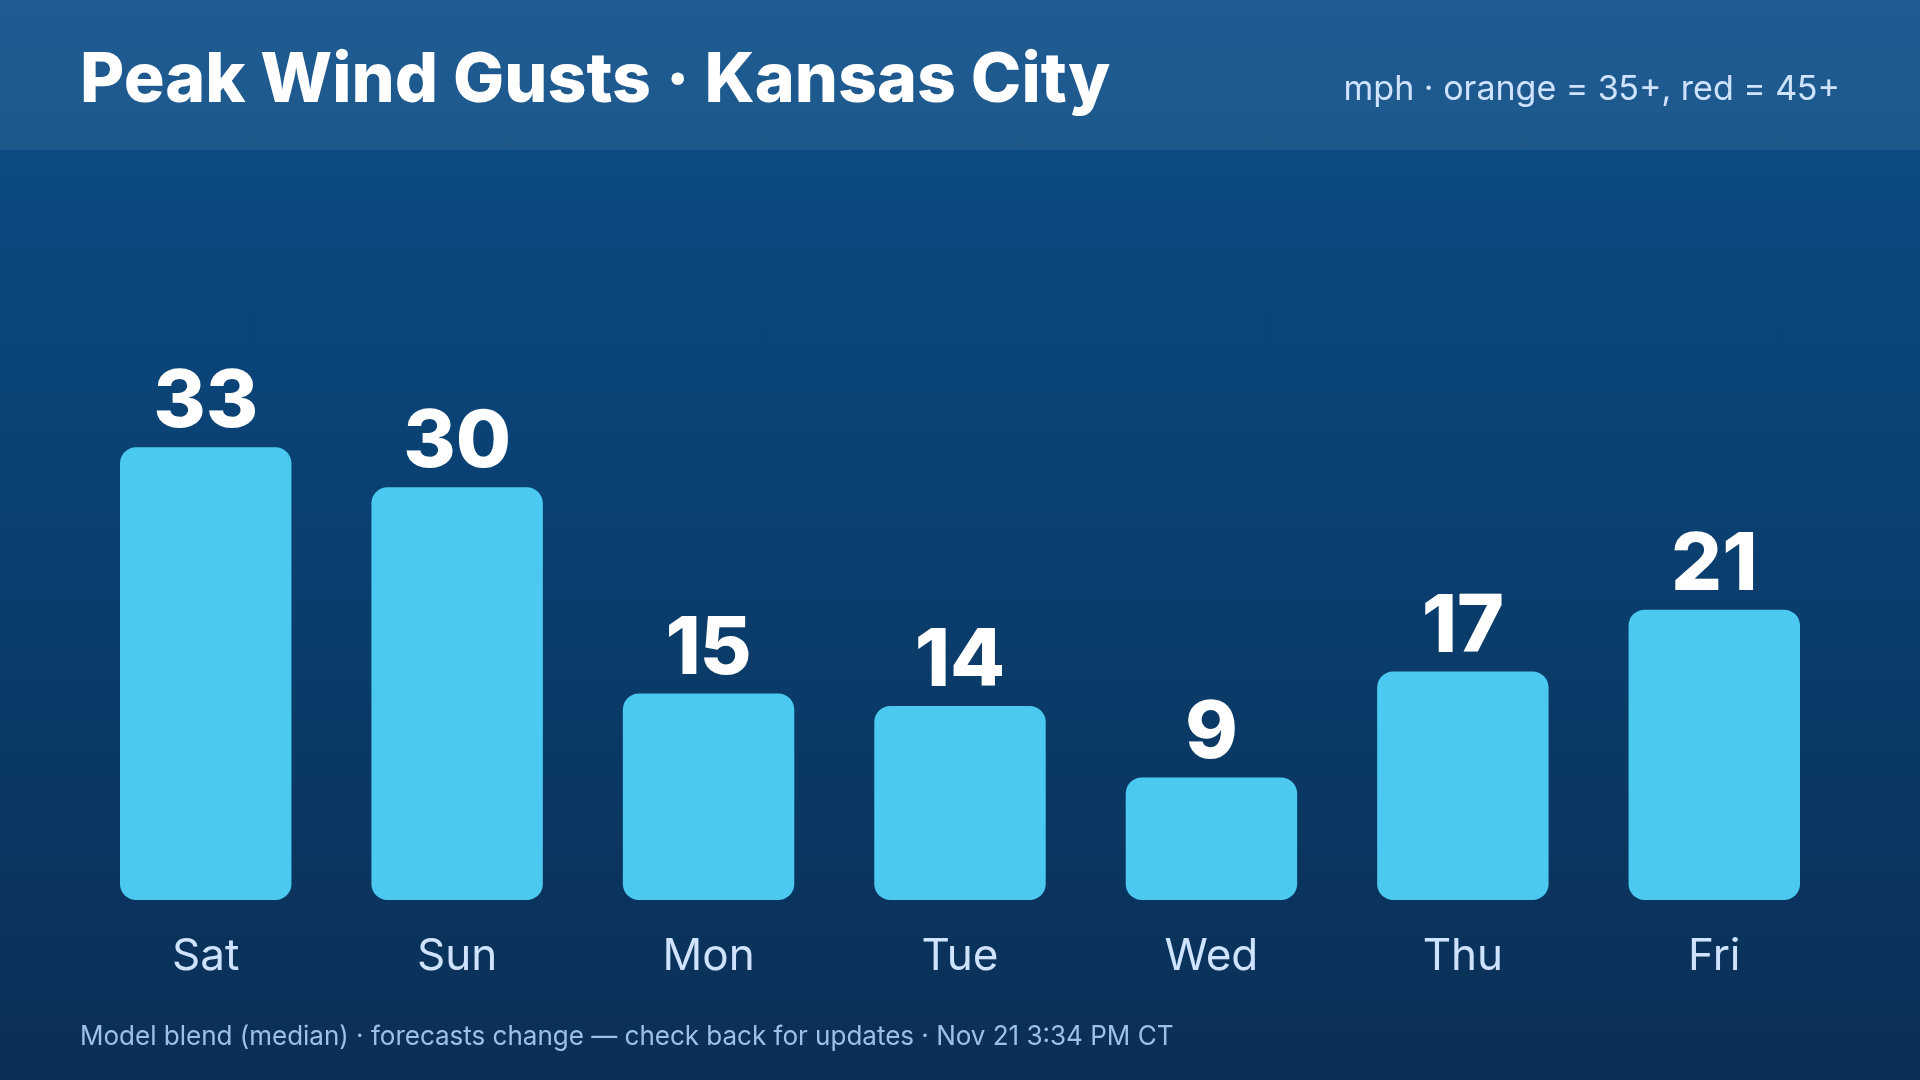 Peak Wind Gusts · Kansas City
mph · orange = 35+, red = 45+
33
30
15
14
9
17
21
Sat
Sun
Mon
Tue
Wed
Thu
Fri
Model blend (median) · forecasts change — check back for updates · Nov 21 3:34 PM CT